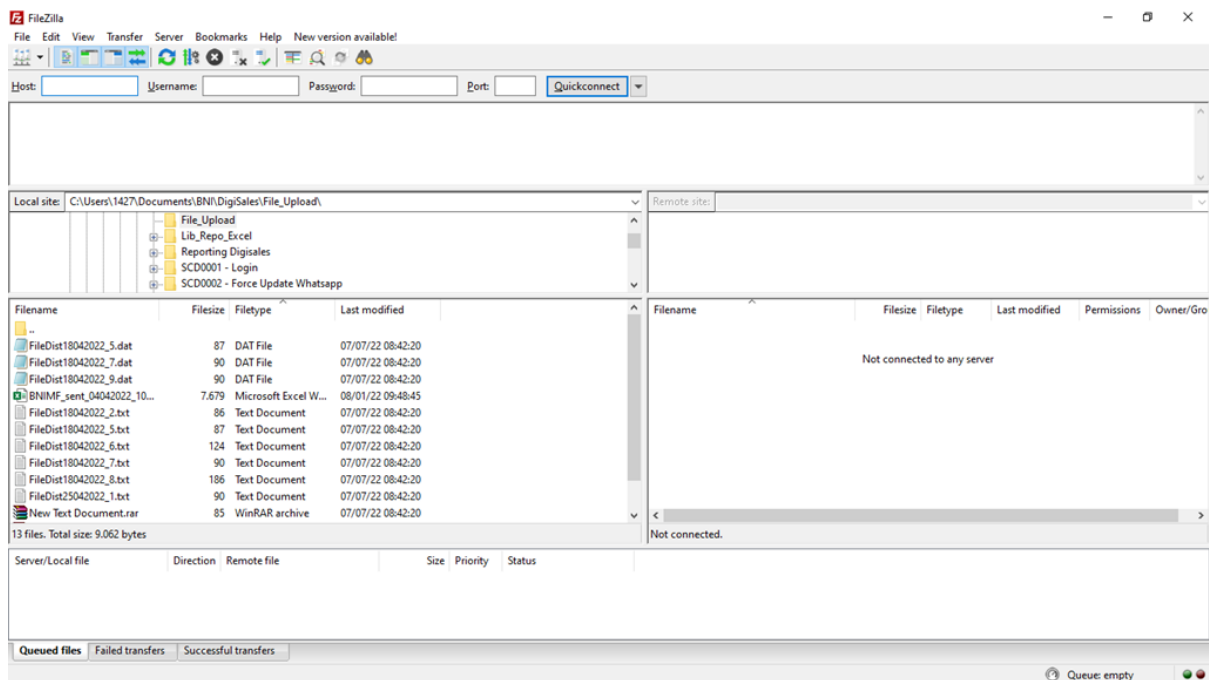 FileZilla
File Edit View Transfer Server Bookmarks Help New version available!
Host: Username: Password: Port: Quickconnect
Local site: C:\Users\1427\Documents\BNI\DigiSales\File_Upload\
File_Upload
Lib_Repo_Excel
Reporting Digisales
SCD0001 - Login
SCD0002 - Force Update Whatsapp
Remote site:
Filename Filesize Filetype Last modified
..
FileDist18042022_5.dat 87 DAT File 07/07/22 08:42:20
FileDist18042022_7.dat 90 DAT File 07/07/22 08:42:20
FileDist18042022_9.dat 90 DAT File 07/07/22 08:42:20
BNIMF_sent_04042022_10... 7.679 Microsoft Excel W... 08/01/22 09:48:45
FileDist18042022_2.txt 86 Text Document 07/07/22 08:42:20
FileDist18042022_5.txt 87 Text Document 07/07/22 08:42:20
FileDist18042022_6.txt 124 Text Document 07/07/22 08:42:20
FileDist18042022_7.txt 90 Text Document 07/07/22 08:42:20
FileDist18042022_8.txt 186 Text Document 07/07/22 08:42:20
FileDist25042022_1.txt 90 Text Document 07/07/22 08:42:20
New Text Document.rar 85 WinRAR archive 07/07/22 08:42:20
13 files. Total size: 9.062 bytes
Filename Filesize Filetype Last modified Permissions Owner/Gro
Not connected to any server
Not connected.
Server/Local file Direction Remote file Size Priority Status
Queued files Failed transfers Successful transfers
Queue: empty